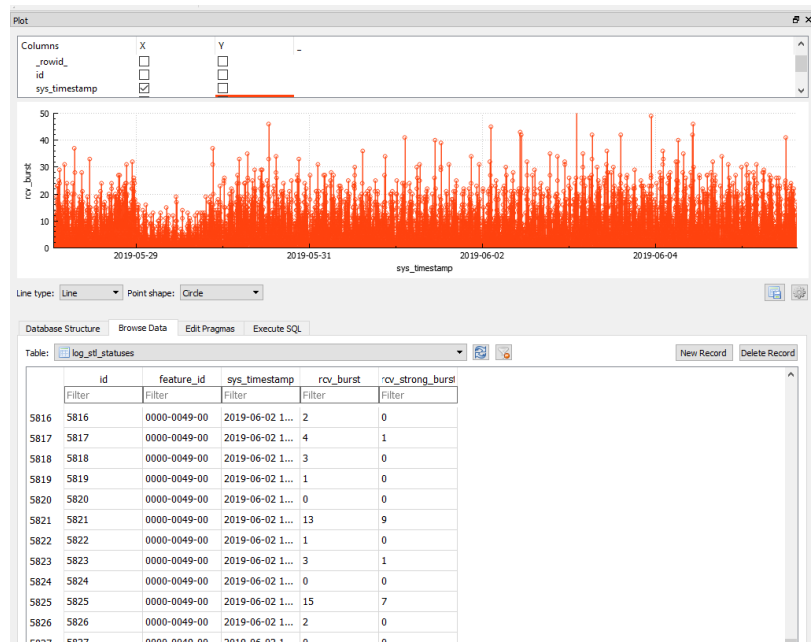 Plot
Columns X Y _
_rowid_
id
sys_timestamp
50
40
30
20
10
0
rcv_burst
2019-05-29 2019-05-31 2019-06-02 2019-06-04
sys_timestamp
Line type: Line Point shape: Circle
Database Structure Browse Data Edit Pragmas Execute SQL
Table: log_stl_statuses New Record Delete Record
id feature_id sys_timestamp rcv_burst rcv_strong_burst
Filter Filter Filter Filter Filter
5816 5816 0000-0049-00 2019-06-02 1... 2 0
5817 5817 0000-0049-00 2019-06-02 1... 4 1
5818 5818 0000-0049-00 2019-06-02 1... 3 0
5819 5819 0000-0049-00 2019-06-02 1... 1 0
5820 5820 0000-0049-00 2019-06-02 1... 0 0
5821 5821 0000-0049-00 2019-06-02 1... 13 9
5822 5822 0000-0049-00 2019-06-02 1... 1 0
5823 5823 0000-0049-00 2019-06-02 1... 3 1
5824 5824 0000-0049-00 2019-06-02 1... 0 0
5825 5825 0000-0049-00 2019-06-02 1... 15 7
5826 5826 0000-0049-00 2019-06-02 1... 2 0